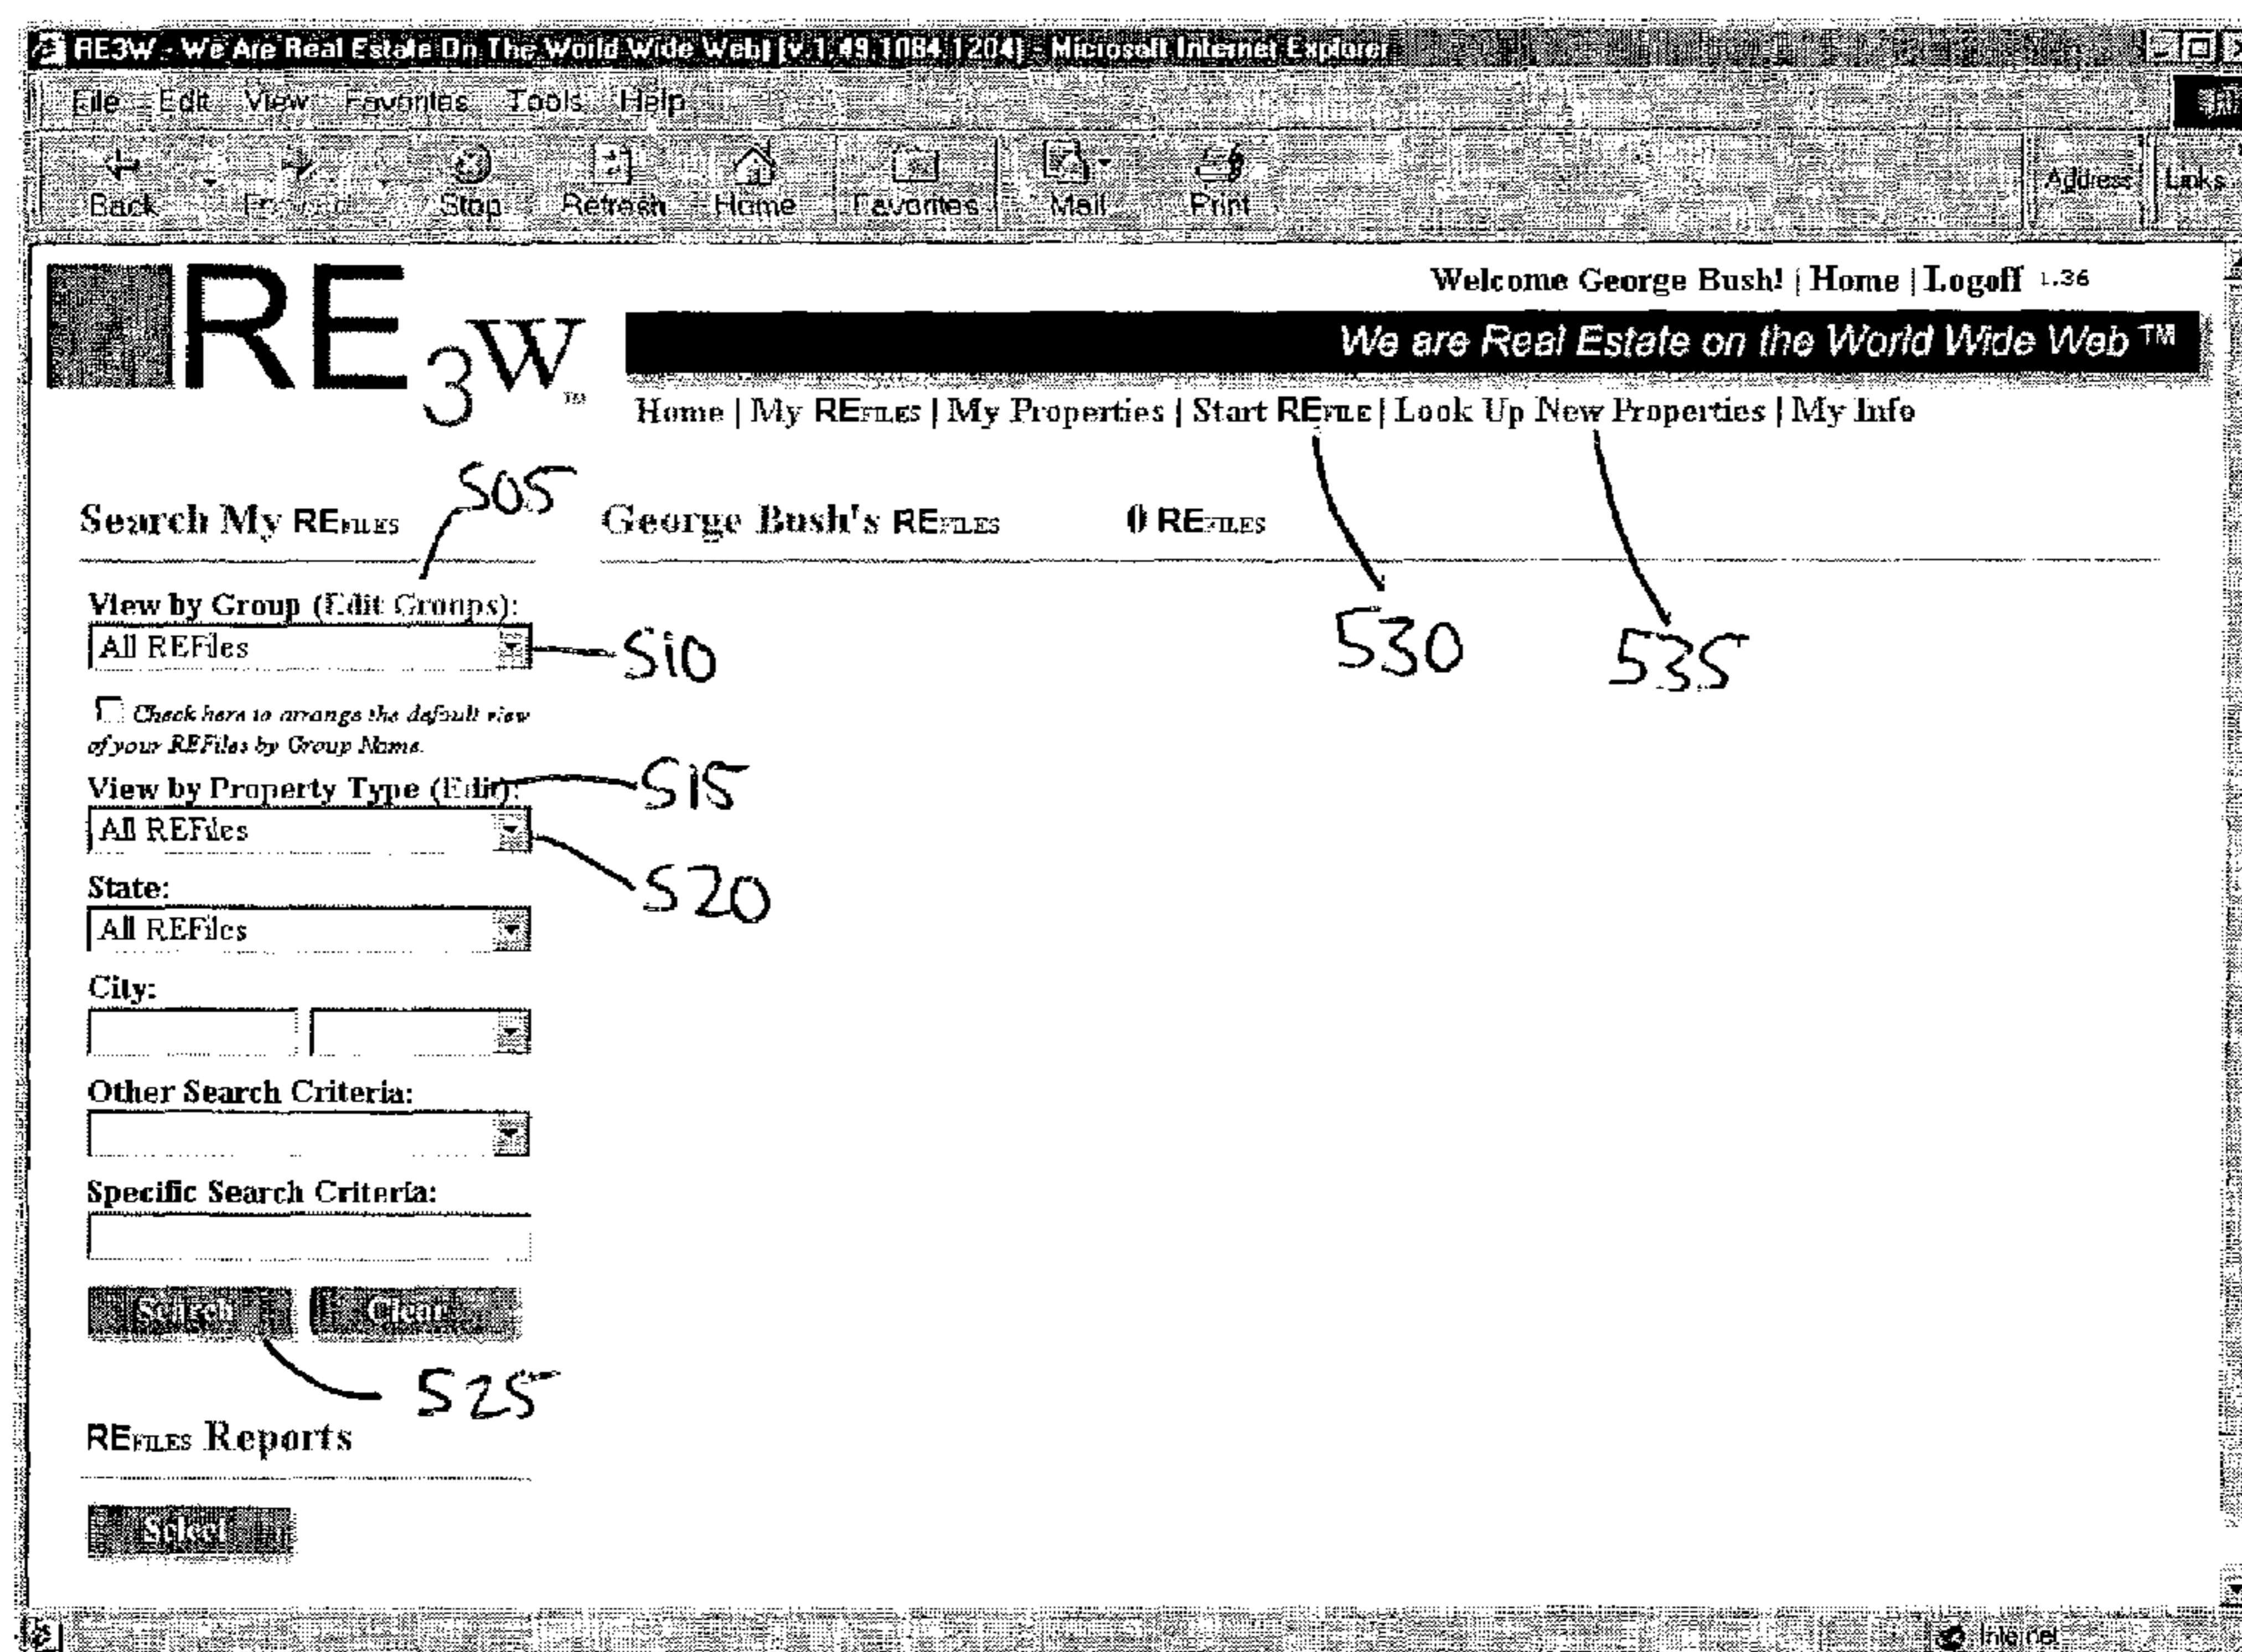 RE3W - We Are Real Estate On The World Wide Web! [v.1.49.1084.1204] - Microsoft Internet Explorer
File Edit View Favorites Tools Help
Back Forward Stop Refresh Home Favorites Mail Print Address Links
Welcome George Bush! | Home | Logoff 1.36
RE3W™
We are Real Estate on the World Wide Web ™
Home | My REFILES | My Properties | Start REFILE | Look Up New Properties | My Info
505
Search My REFILES George Bush's REFILES 0 REFILES
View by Group (Edit Groups):
All REFiles
510 530 535
Check here to arrange the default view
of your REFiles by Group Name.
View by Property Type (Edit):
515
All REFiles
520
State:
All REFiles
City:
Other Search Criteria:
Specific Search Criteria:
Search Clear
525
REFILES Reports
Select
Internet